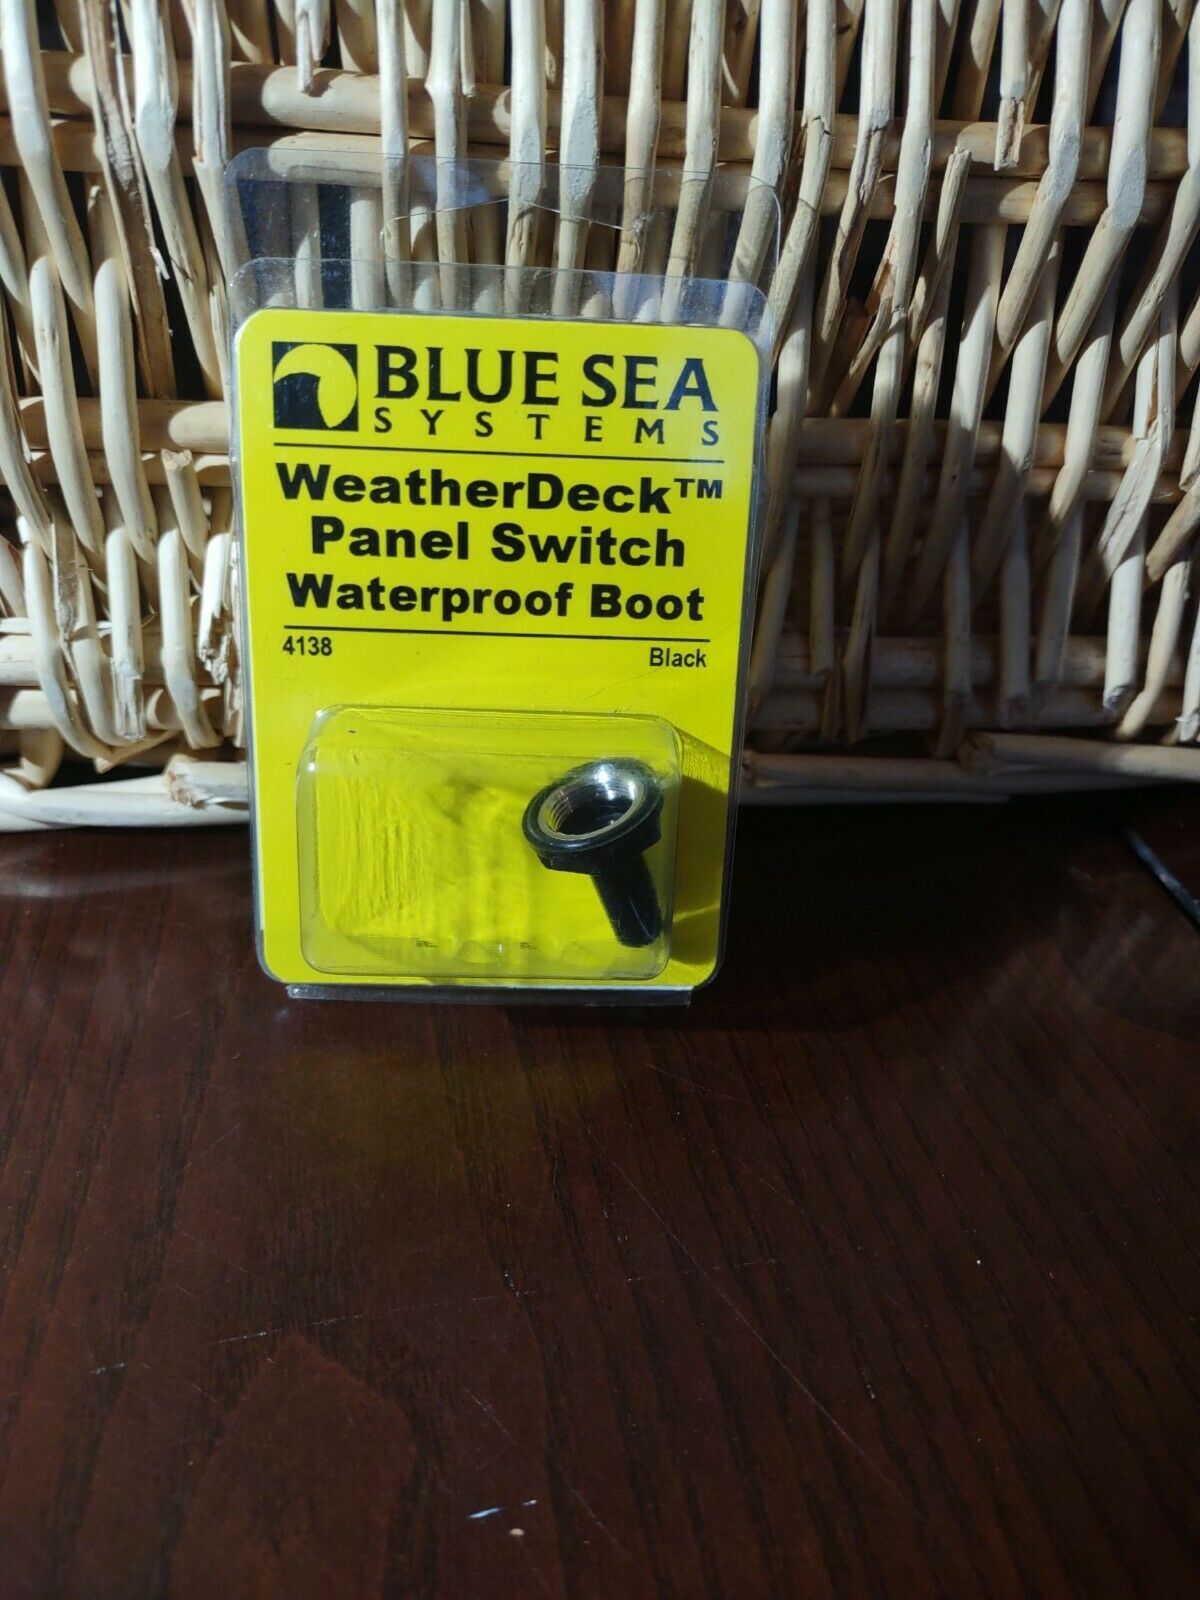 BLUE SEA
SYSTEMS
WeatherDeck™
Panel Switch
Waterproof Boot
4138 Black